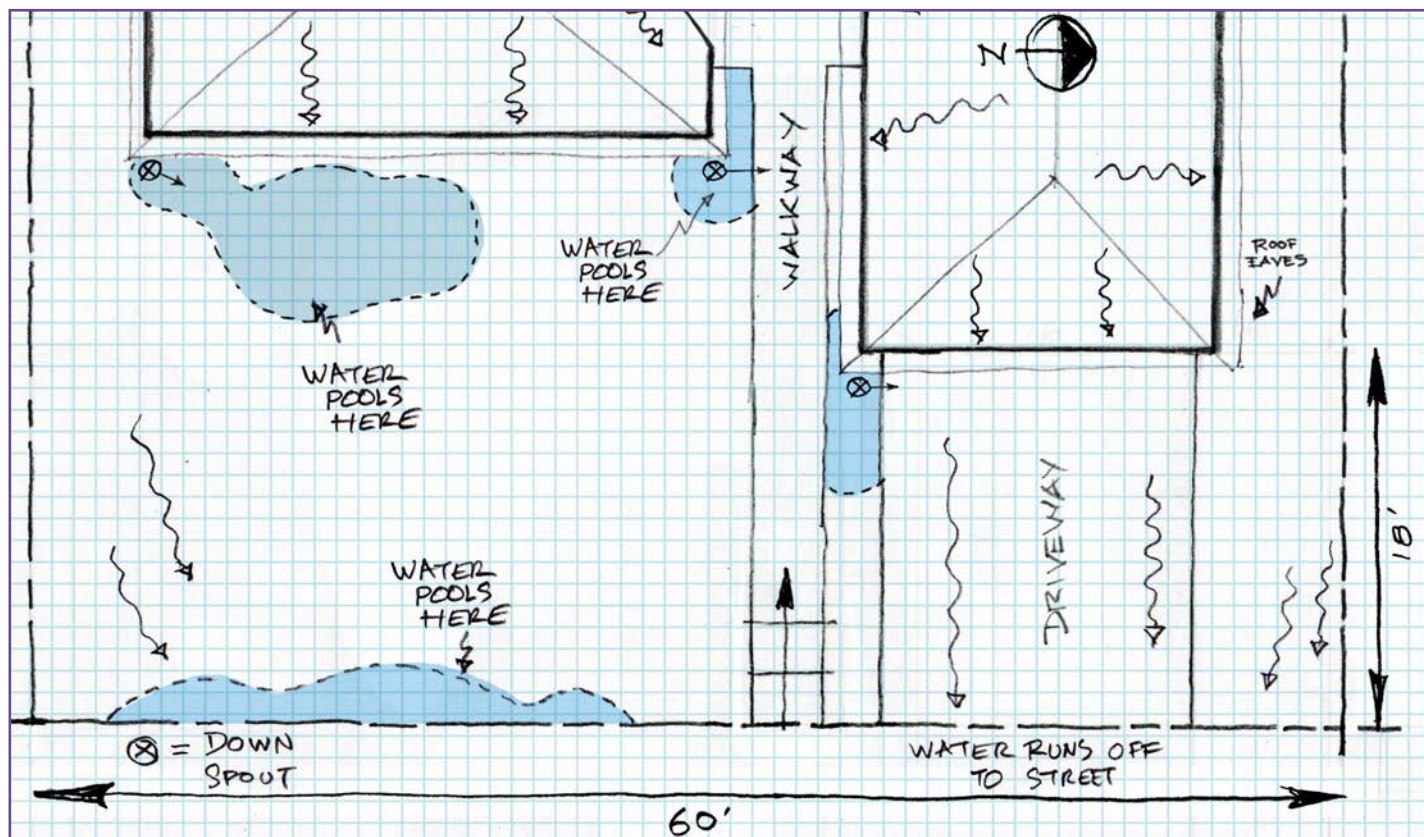 N
WALKWAY
ROOF
EAVES
WATER
POOLS
HERE
WATER
POOLS
HERE
WATER
POOLS
HERE
DRIVEWAY
18'
⊗ = DOWN
SPOUT
WATER RUNS OFF
TO STREET
60'